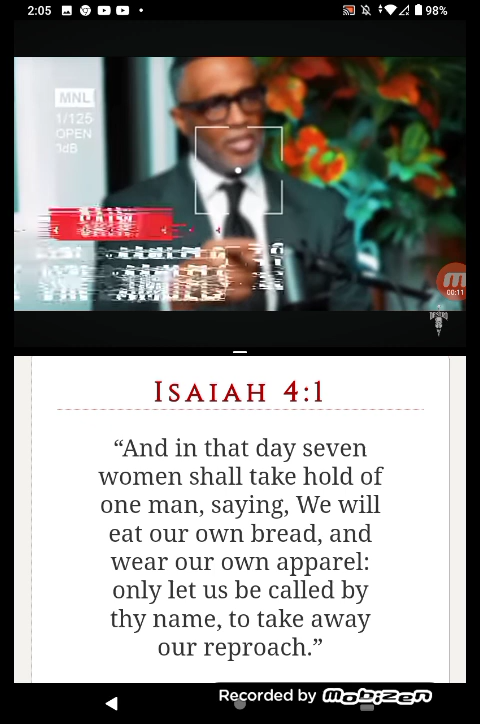 2:05
98%
MNL
1/125
OPEN
3dB
00:11
ISAIAH 4:1
“And in that day seven
women shall take hold of
one man, saying, We will
eat our own bread, and
wear our own apparel:
only let us be called by
thy name, to take away
our reproach.”
Recorded by Mobizen